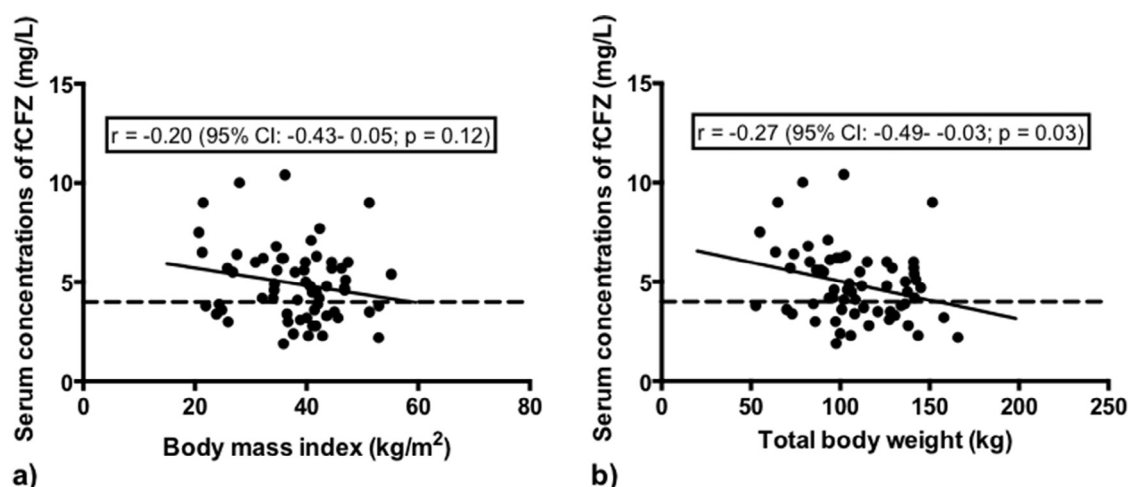 Serum concentrations of fCFZ (mg/L)
15
10
5
0
r = -0.20 (95% CI: -0.43- 0.05; p = 0.12)
0 20 40 60 80
Body mass index (kg/m²)
a)
Serum concentrations of fCFZ (mg/L)
15
10
5
0
r = -0.27 (95% CI: -0.49- -0.03; p = 0.03)
0 50 100 150 200 250
Total body weight (kg)
b)